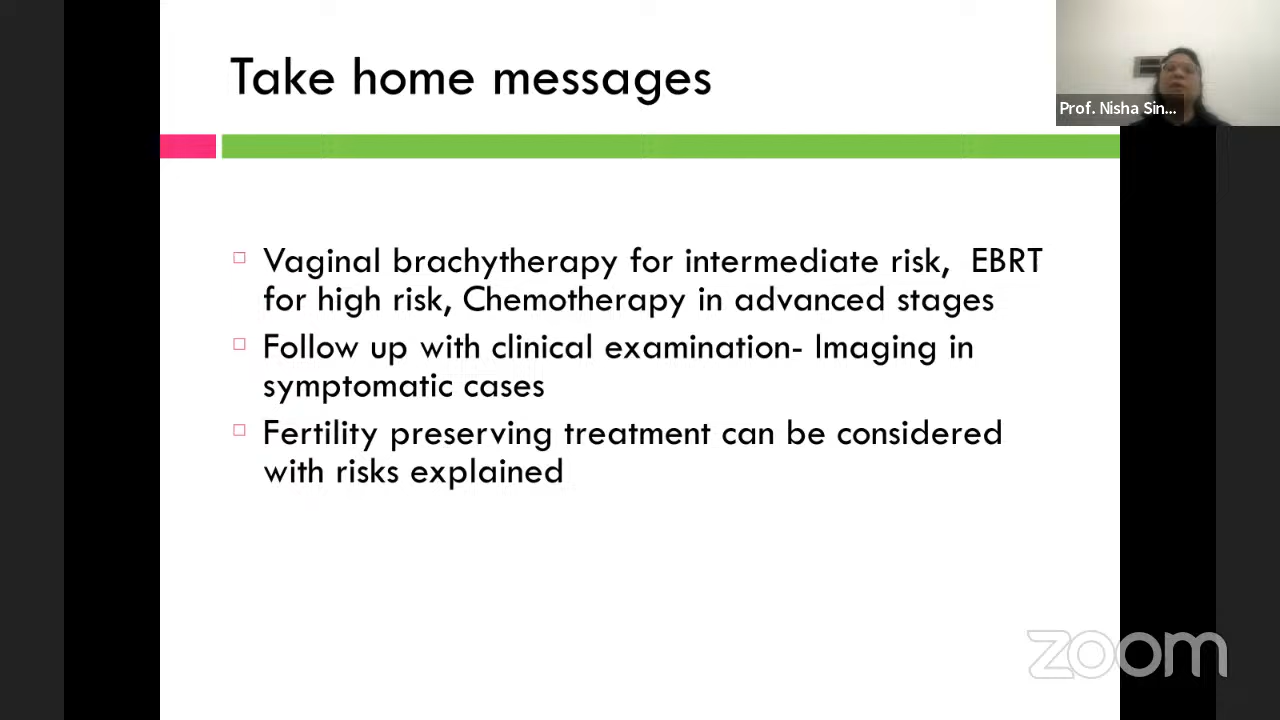 Take home messages
Prof. Nisha Sin...
Vaginal brachytherapy for intermediate risk, EBRT
for high risk, Chemotherapy in advanced stages
Follow up with clinical examination- Imaging in
symptomatic cases
Fertility preserving treatment can be considered
with risks explained
zoom